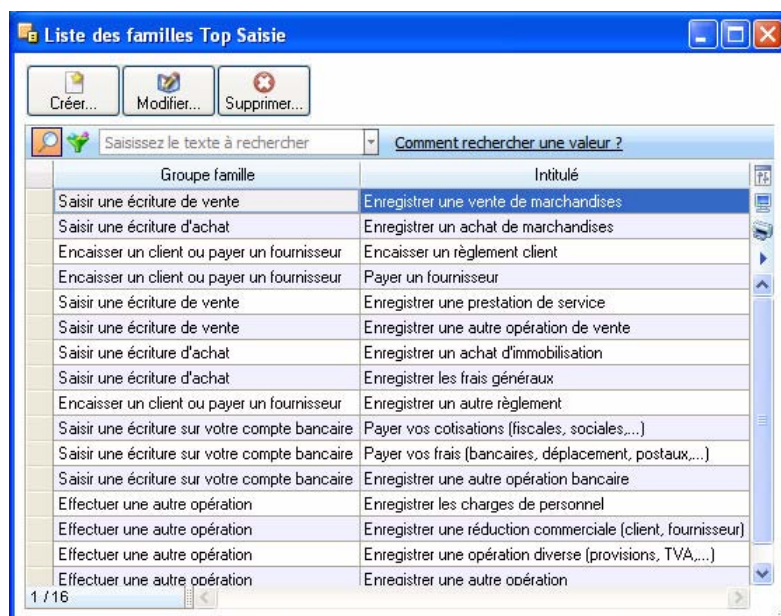 Liste des familles Top Saisie
Créer... Modifier... Supprimer...
Saisissez le texte à rechercher Comment rechercher une valeur ?
Groupe famille Intitulé
Saisir une écriture de vente Enregistrer une vente de marchandises
Saisir une écriture d'achat Enregistrer un achat de marchandises
Encaisser un client ou payer un fournisseur Encaisser un règlement client
Encaisser un client ou payer un fournisseur Payer un fournisseur
Saisir une écriture de vente Enregistrer une prestation de service
Saisir une écriture de vente Enregistrer une autre opération de vente
Saisir une écriture d'achat Enregistrer un achat d'immobilisation
Saisir une écriture d'achat Enregistrer les frais généraux
Encaisser un client ou payer un fournisseur Enregistrer un autre règlement
Saisir une écriture sur votre compte bancaire Payer vos cotisations (fiscales, sociales,...)
Saisir une écriture sur votre compte bancaire Payer vos frais (bancaires, déplacement, postaux,...)
Saisir une écriture sur votre compte bancaire Enregistrer une autre opération bancaire
Effectuer une autre opération Enregistrer les charges de personnel
Effectuer une autre opération Enregistrer une réduction commerciale (client, fournisseur)
Effectuer une autre opération Enregistrer une opération diverse (provisions, TVA,...)
Effectuer une autre opération Enregistrer une autre opération
1 / 16